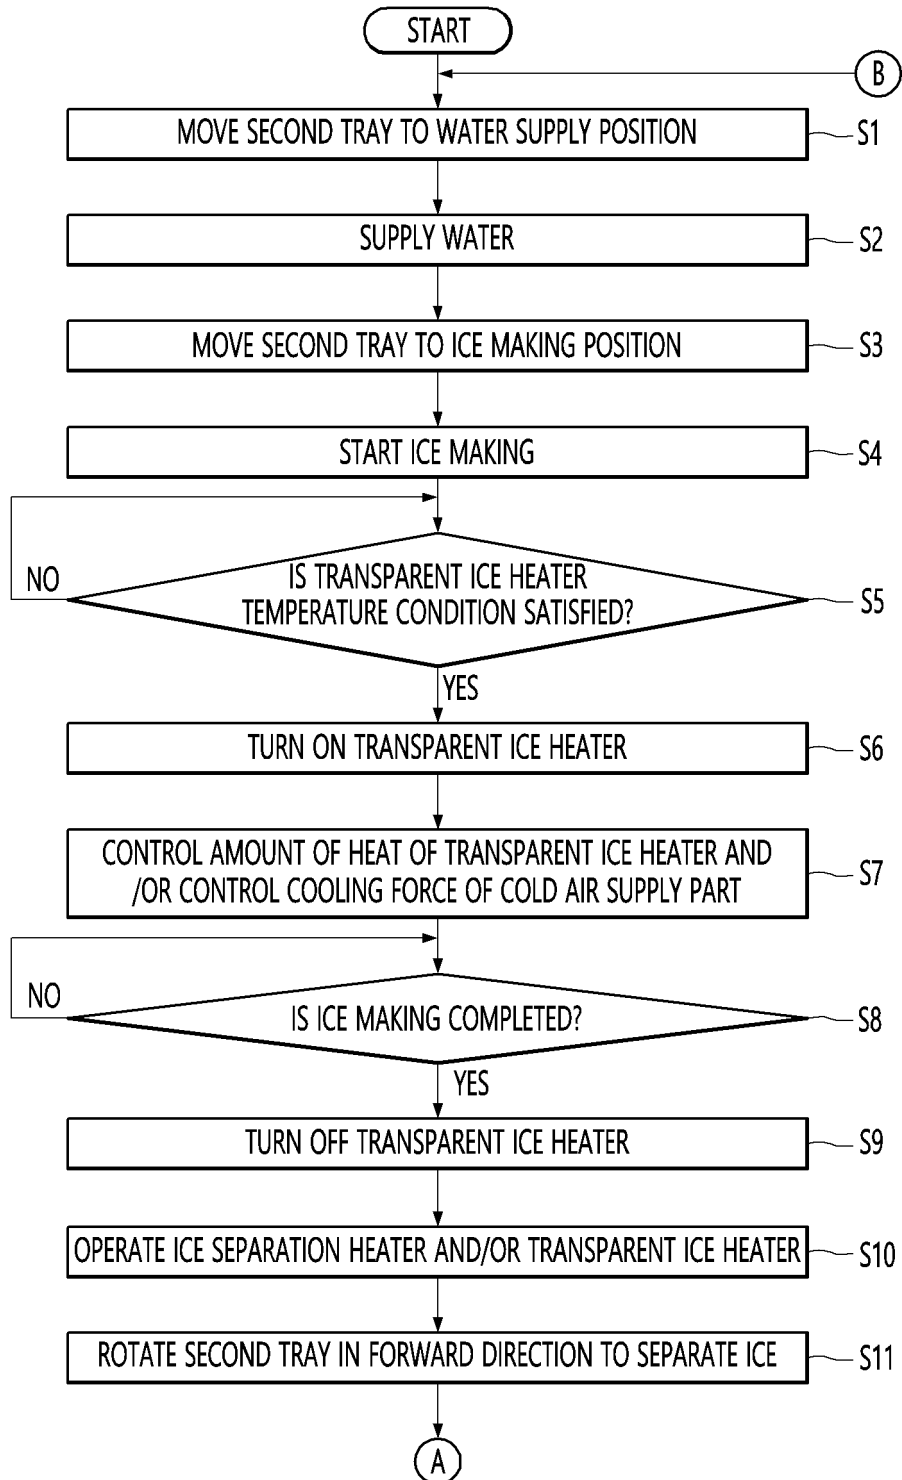 START
B
MOVE SECOND TRAY TO WATER SUPPLY POSITION
S1
SUPPLY WATER
S2
MOVE SECOND TRAY TO ICE MAKING POSITION
S3
START ICE MAKING
S4
NO
IS TRANSPARENT ICE HEATER
TEMPERATURE CONDITION SATISFIED?
S5
YES
TURN ON TRANSPARENT ICE HEATER
S6
CONTROL AMOUNT OF HEAT OF TRANSPARENT ICE HEATER AND
/OR CONTROL COOLING FORCE OF COLD AIR SUPPLY PART
S7
NO
IS ICE MAKING COMPLETED?
S8
YES
TURN OFF TRANSPARENT ICE HEATER
S9
OPERATE ICE SEPARATION HEATER AND/OR TRANSPARENT ICE HEATER
S10
ROTATE SECOND TRAY IN FORWARD DIRECTION TO SEPARATE ICE
S11
A